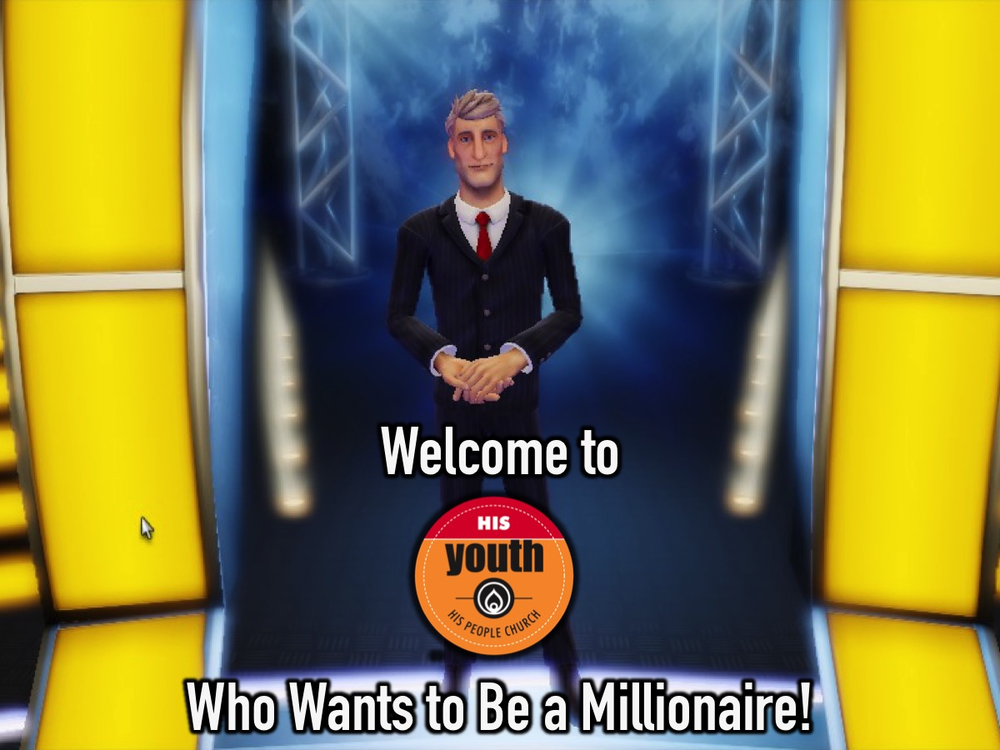 Welcome to
HIS
youth
HIS PEOPLE CHURCH
Who Wants to Be a Millionaire!